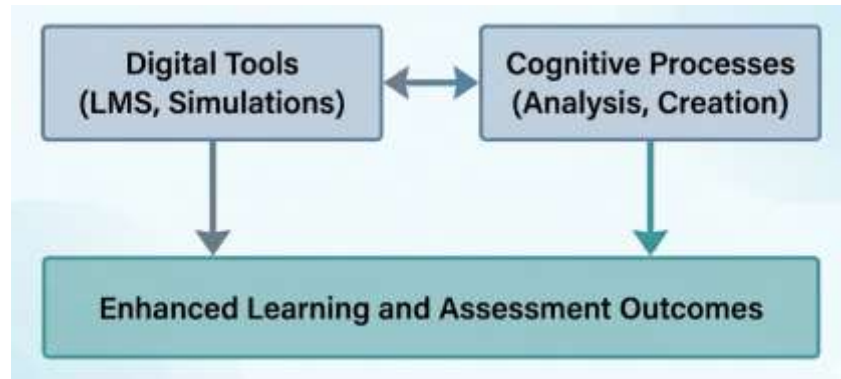 Digital Tools
(LMS, Simulations)
Cognitive Processes
(Analysis, Creation)
Enhanced Learning and Assessment Outcomes